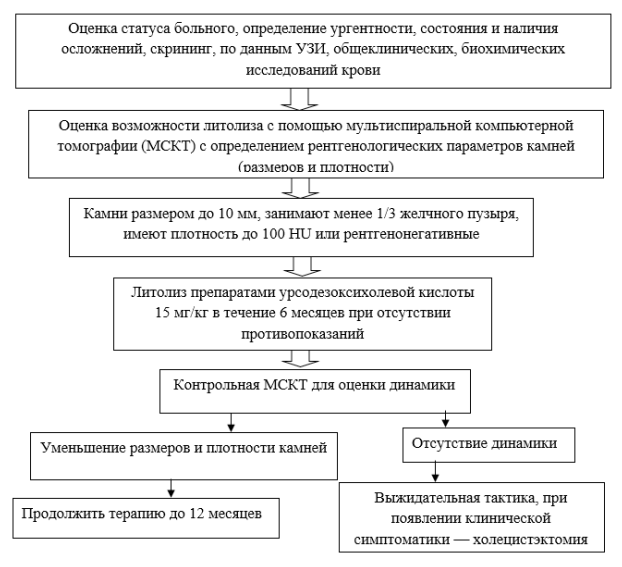 Оценка статуса больного, определение ургентности, состояния и наличия
осложнений, скрининг, по данным УЗИ, общеклинических, биохимических
исследований крови
Оценка возможности литолиза с помощью мультиспиральной компьютерной
томографии (МСКТ) с определением рентгенологических параметров камней
(размеров и плотности)
Камни размером до 10 мм, занимают менее 1/3 желчного пузыря,
имеют плотность до 100 HU или рентгенонегативные
Литолиз препаратами урсодезоксихолевой кислоты
15 мг/кг в течение 6 месяцев при отсутствии
противопоказаний
Контрольная МСКТ для оценки динамики
Уменьшение размеров и плотности камней
Отсутствие динамики
Продолжить терапию до 12 месяцев
Выжидательная тактика, при
появлении клинической
симптоматики — холецистэктомия